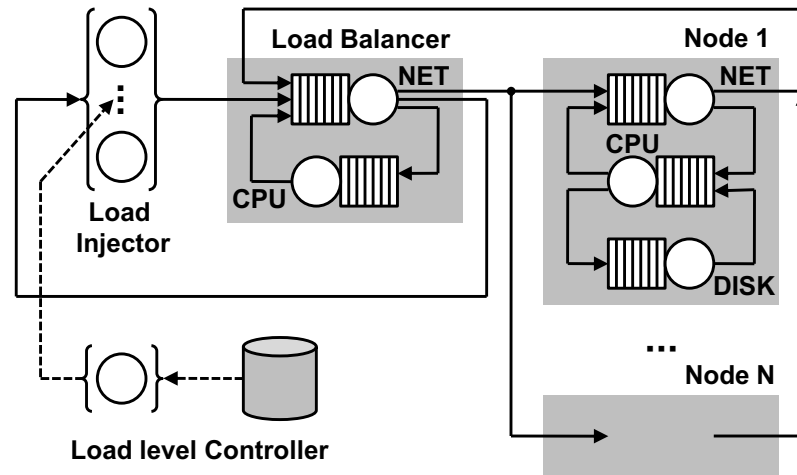 Load Balancer
Node 1
NET
NET
CPU
CPU
Load
Injector
DISK
...
Node N
Load level Controller